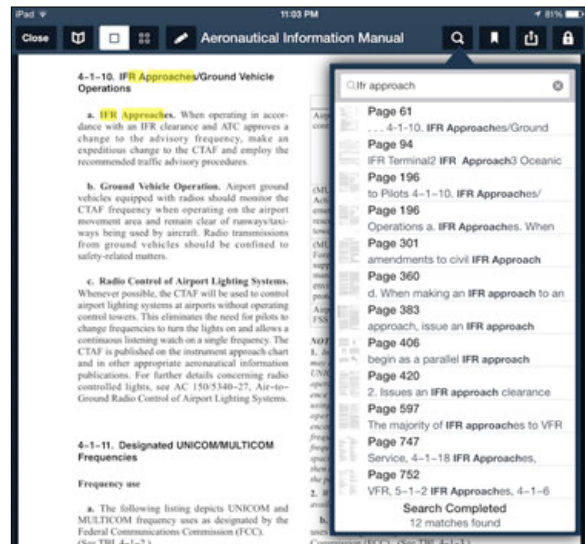 iPad
11:03 PM
81%
Close
Aeronautical Information Manual
4-1-10. IFR Approaches/Ground Vehicle
Operations
a. IFR Approaches. When operating in accor-
dance with an IFR clearance and ATC approves a
change to the advisory frequency, make an
expeditious change to the CTAF and employ the
recommended traffic advisory procedures.
b. Ground Vehicle Operation. Airport ground
vehicles equipped with radios should monitor the
CTAF frequency when operating on the airport
movement area and remain clear of runways/taxi-
ways being used by aircraft. Radio transmissions
from ground vehicles should be confined to
safety-related matters.
c. Radio Control of Airport Lighting Systems.
Whenever possible, the CTAF will be used to control
airport lighting systems at airports without operating
control towers. This eliminates the need for pilots to
change frequencies to turn the lights on and allows a
continuous listening watch on a single frequency. The
CTAF is published on the instrument approach chart
and in other appropriate aeronautical information
publications. For further details concerning radio
controlled lights, see AC 150/5340-27, Air-to-
Ground Radio Control of Airport Lighting Systems.
4-1-11. Designated UNICOM/MULTICOM
Frequencies
Frequency use
a. The following listing depicts UNICOM and
MULTICOM frequency uses as designated by the
Federal Communications Commission (FCC).
(See TBL 4-1-2.)
Ifr approach
Page 61
. . . 4-1-10. IFR Approaches/Ground
Page 94
IFR Terminal2 IFR Approach3 Oceanic
Page 196
to Pilots 4-1-10. IFR Approaches/
Page 196
Operations a. IFR Approaches. When
Page 301
amendments to civil IFR Approach
Page 360
d. When making an IFR approach to an
Page 383
approach, issue an IFR approach
Page 406
begin as a parallel IFR approach
Page 420
2. Issues an IFR approach clearance
Page 597
The majority of IFR approaches to VFR
Page 747
Service, 4-1-18 IFR Approaches,
Page 752
VFR, 5-1-2 IFR Approaches, 4-1-6
Search Completed
12 matches found